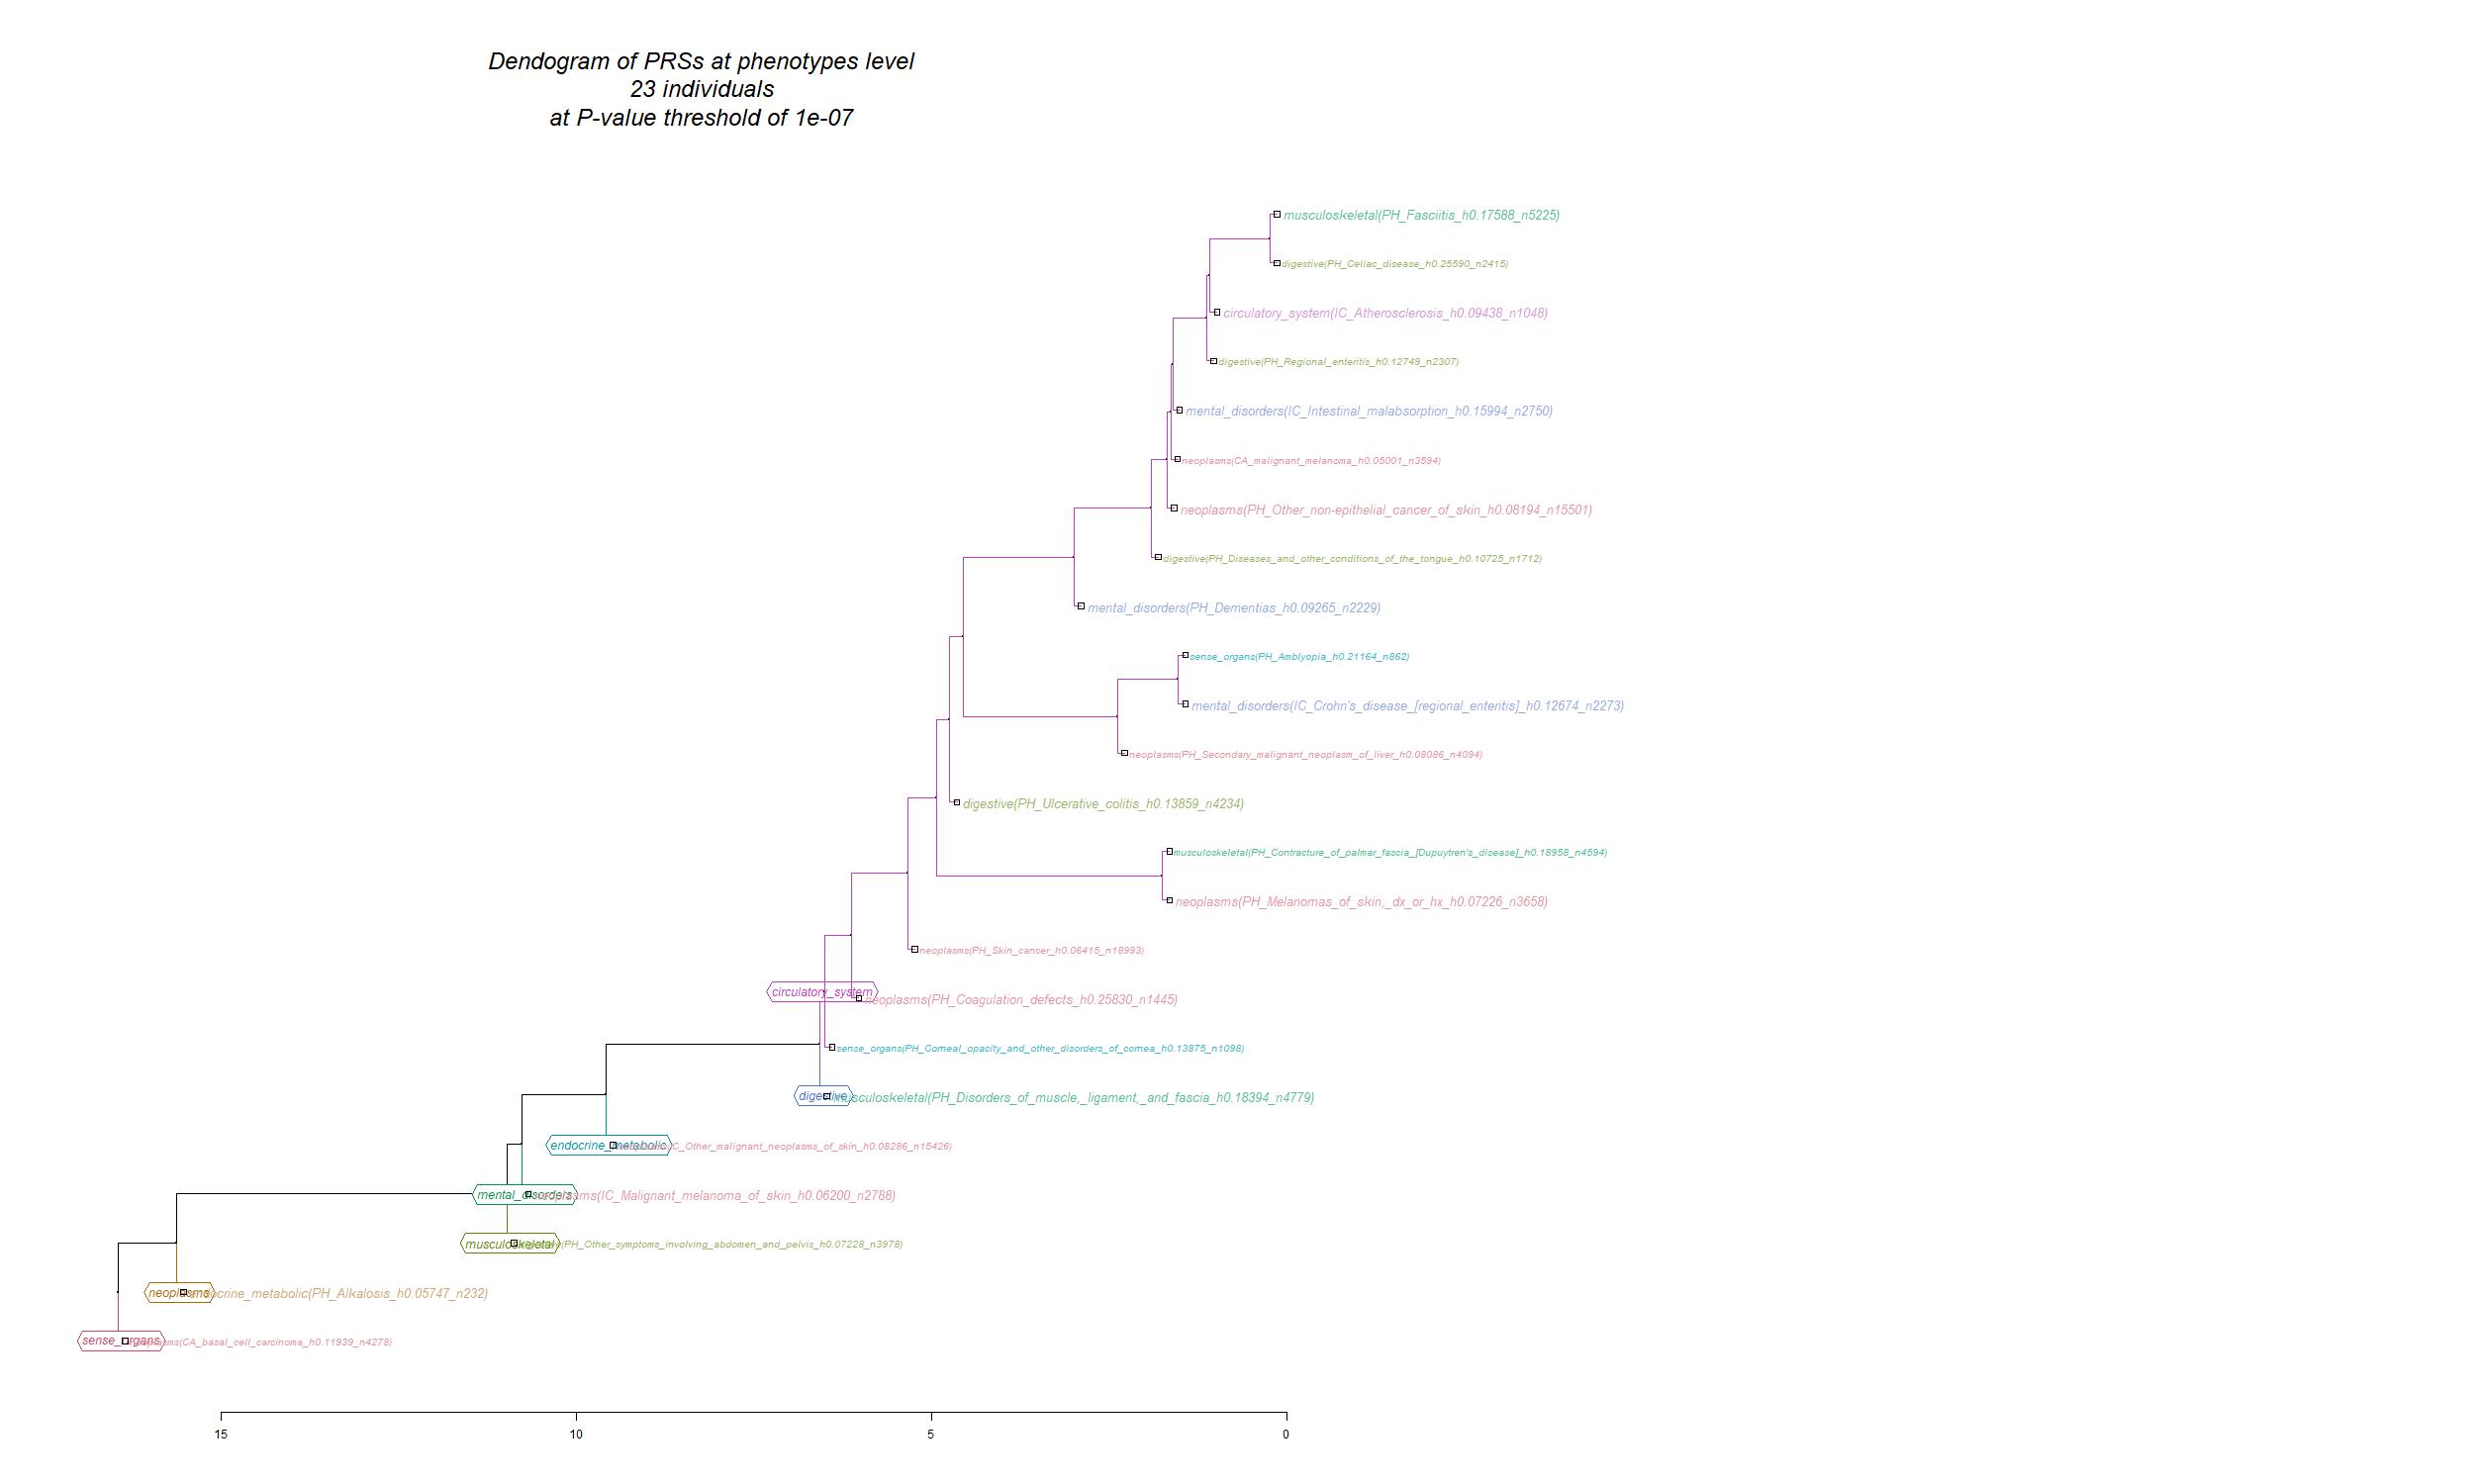 Dendogram of PRSs at phenotypes level
23 individuals
at P-value threshold of 1e-07
musculoskeletal(PH_Fasciitis_h0.17588_n5225)
digestive(PH_Celiac_disease_h0.25590_n2415)
circulatory_system(IC_Atherosclerosis_h0.09438_n1048)
digestive(PH_Regional_enteritis_h0.12749_n2307)
mental_disorders(IC_Intestinal_malabsorption_h0.15994_n2750)
neoplasms(CA_malignant_melanoma_h0.05001_n3594)
neoplasms(PH_Other_non-epithelial_cancer_of_skin_h0.08194_n15501)
digestive(PH_Diseases_and_other_conditions_of_the_tongue_h0.10725_n1712)
mental_disorders(PH_Dementias_h0.09265_n2229)
sense_organs(PH_Amblyopia_h0.21164_n862)
mental_disorders(IC_Crohn's_disease_[regional_enteritis]_h0.12674_n2273)
neoplasms(PH_Secondary_malignant_neoplasm_of_liver_h0.08086_n4094)
digestive(PH_Ulcerative_colitis_h0.13859_n4234)
musculoskeletal(PH_Contracture_of_palmar_fascia_[Dupuytren's_disease]_h0.18958_n4594)
neoplasms(PH_Melanomas_of_skin,_dx_or_hx_h0.07226_n3658)
neoplasms(PH_Skin_cancer_h0.06415_n18993)
circulatory_system
neoplasms(PH_Coagulation_defects_h0.25830_n1445)
sense_organs(PH_Corneal_opacity_and_other_disorders_of_cornea_h0.13875_n1098)
digestive musculoskeletal(PH_Disorders_of_muscle,_ligament,_and_fascia_h0.18394_n4779)
endocrine_metabolic neoplasms(IC_Other_malignant_neoplasms_of_skin_h0.08286_n15426)
mental_disorders neoplasms(IC_Malignant_melanoma_of_skin_h0.06200_n2788)
musculoskeletal digestive(PH_Other_symptoms_involving_abdomen_and_pelvis_h0.07228_n3978)
neoplasms endocrine_metabolic(PH_Alkalosis_h0.05747_n232)
sense_organs neoplasms(CA_basal_cell_carcinoma_h0.11939_n4278)
15 10 5 0